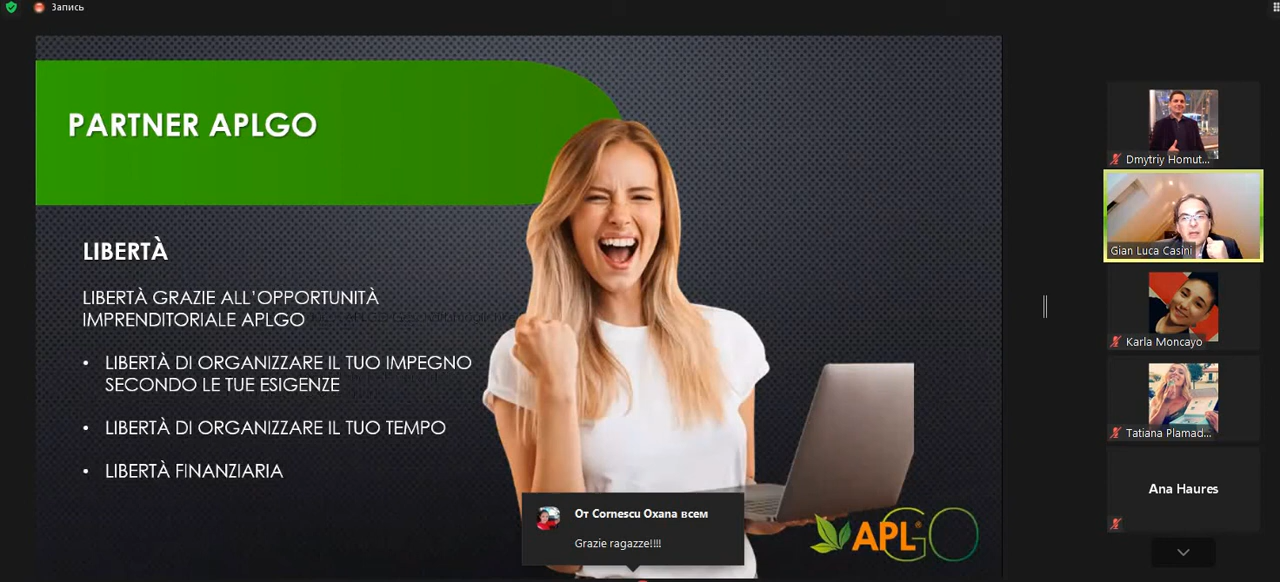 Запись
PARTNER APLGO
LIBERTÀ
LIBERTÀ GRAZIE ALL'OPPORTUNITÀ
IMPRENDITORIALE APLGO
• LIBERTÀ DI ORGANIZZARE IL TUO IMPEGNO
SECONDO LE TUE ESIGENZE
• LIBERTÀ DI ORGANIZZARE IL TUO TEMPO
• LIBERTÀ FINANZIARIA
От Cornescu Oxana всем
Grazie ragazze!!!!
APL®GO
Dmytriy Homut...
Gian Luca Casini
Karla Moncayo
Tatiana Plamad...
Ana Haures